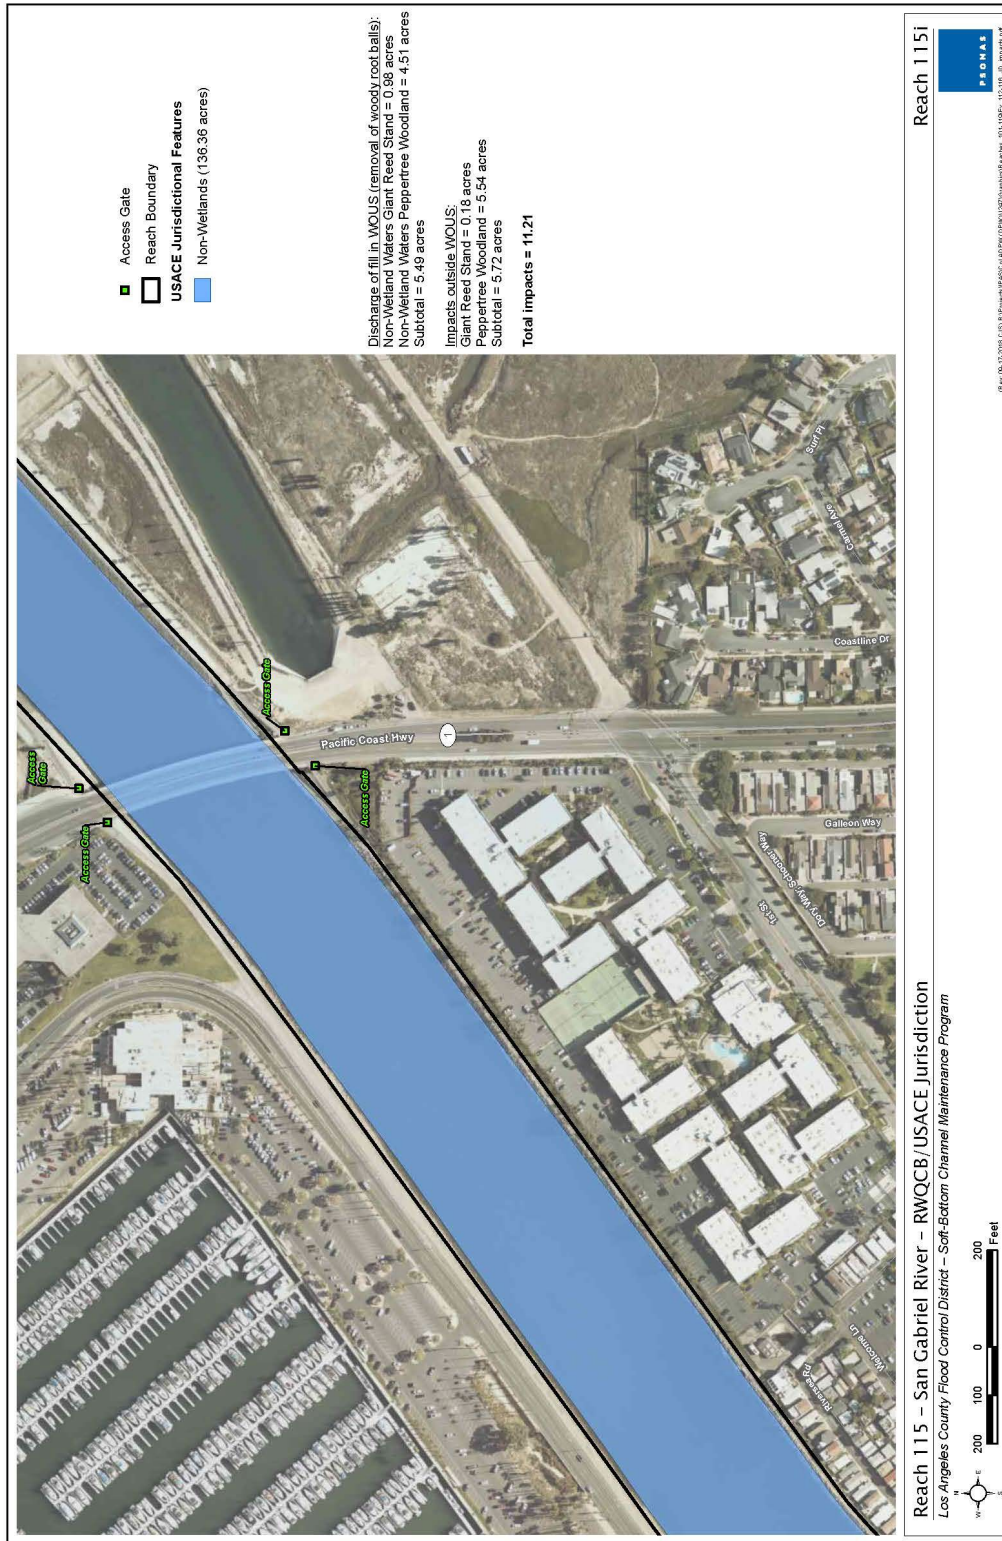 Access Gate
Reach Boundary
USACE Jurisdictional Features
Non-Wetlands (136.36 acres)
Discharge of fill in WOUS (removal of woody root balls):
Non-Wetland Waters Giant Reed Stand = 0.98 acres
Non-Wetland Waters Peppertree Woodland = 4.51 acres
Subtotal = 5.49 acres
Impacts outside WOUS:
Giant Reed Stand = 0.18 acres
Peppertree Woodland = 5.54 acres
Subtotal = 5.72 acres
Total impacts = 11.21
Access
Gate
Access Gate
Access Gate
Access Gate
Pacific Coast Hwy
1
Surf Pl
Carmel Ave
Coastline Dr
Galleon Way
Dory Way; Schooner Way
1st St
Welcome Ln
Riversea Rd
Reach 115 – San Gabriel River – RWQCB/USACE Jurisdiction
Reach 115i
Los Angeles County Flood Control District – Soft-Bottom Channel Maintenance Program
N
W
E
S
200
100
0
200
Feet
PSOMAS